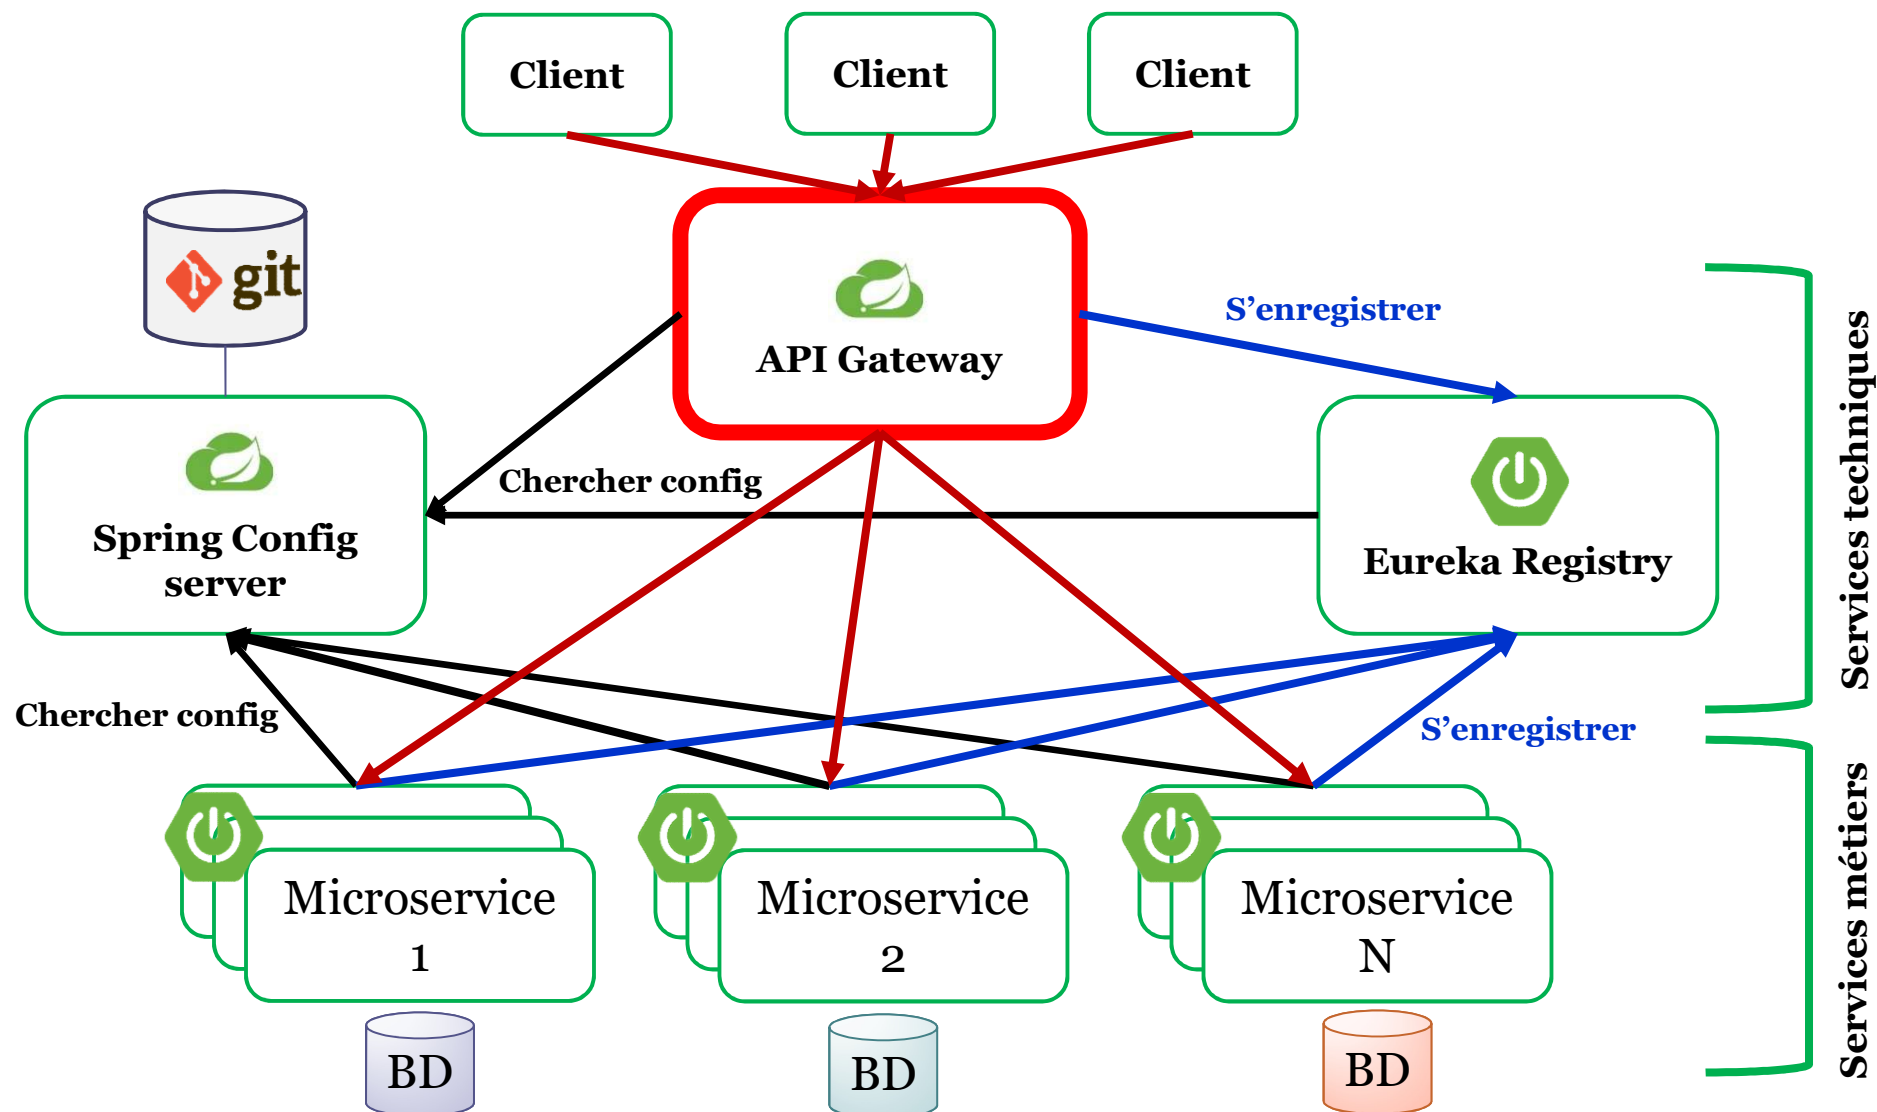 Client
Client
Client
git
API Gateway
S’enregistrer
Chercher config
Spring Config
server
Eureka Registry
Services techniques
Chercher config
S’enregistrer
Microservice
1
Microservice
2
Microservice
N
Services métiers
BD
BD
BD